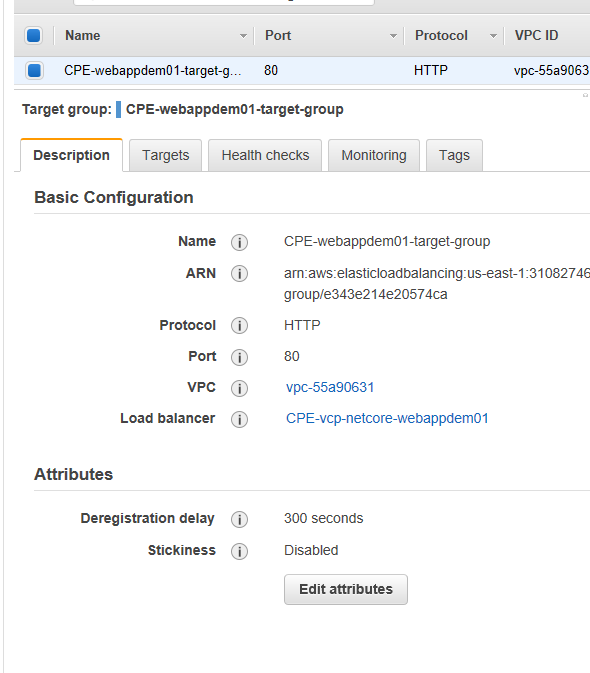 Name Port Protocol VPC ID
CPE-webappdem01-target-g... 80 HTTP vpc-55a9063
Target group: CPE-webappdem01-target-group
Description Targets Health checks Monitoring Tags
Basic Configuration
Name CPE-webappdem01-target-group
ARN arn:aws:elasticloadbalancing:us-east-1:31082746
group/e343e214e20574ca
Protocol HTTP
Port 80
VPC vpc-55a90631
Load balancer CPE-vcp-netcore-webappdem01
Attributes
Deregistration delay 300 seconds
Stickiness Disabled
Edit attributes